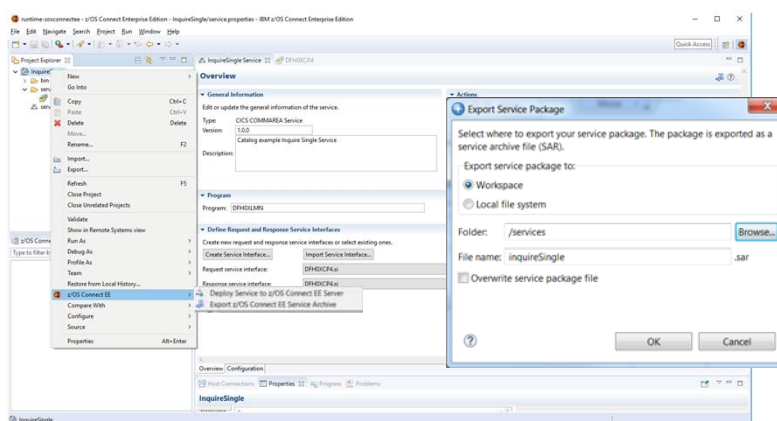 runtime-zosconnectee - z/OS Connect Enterprise Edition - InquireSingle/service.properties - IBM z/OS Connect Enterprise Edition
File Edit Navigate Search Project Run Window Help
Quick Access
Project Explorer
InquireSingle Service
DFH0XCP4
Inquire
bin
serv
serv
New
Go Into
Copy Ctrl+C
Paste Ctrl+V
Delete Delete
Move...
Rename... F2
Import...
Export...
Refresh F5
Close Project
Close Unrelated Projects
Validate
Show in Remote Systems view
Run As
Debug As
Profile As
Team
Restore from Local History...
z/OS Connect EE
Compare With
Configure
Source
Properties Alt+Enter
Deploy Service to z/OS Connect EE Server
Export z/OS Connect EE Service Archive
z/OS Conne
Type to filter b
Overview
General Information
Edit or update the general information of the service.
Type CICS COMMAREA Service
Version: 1.0.0
Catalog example Inquire Single Service
Description:
Program
Program: DFH0XLMN
Define Request and Response Service Interfaces
Create new request and response service interfaces or select existing ones.
Create Service Interface... Import Service Interface...
Request service interface: DFH0XCP4.si
Response service interface: DFH0XCP4.si
Actions
Overview Configuration
Host Connections Properties Progress Problems
InquireSingle
Export Service Package
Select where to export your service package. The package is exported as a
service archive file (SAR).
Export service package to:
Workspace
Local file system
Folder: /services Browse...
File name: inquireSingle .sar
Overwrite service package file
OK Cancel
InquireSingle